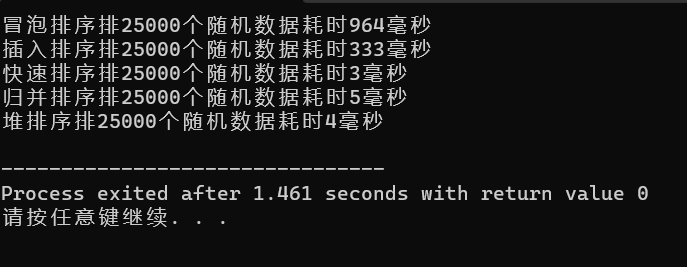 冒泡排序排25000个随机数据耗时964毫秒
插入排序排25000个随机数据耗时333毫秒
快速排序排25000个随机数据耗时3毫秒
归并排序排25000个随机数据耗时5毫秒
堆排序排25000个随机数据耗时4毫秒
--------------------------------
Process exited after 1.461 seconds with return value 0
请按任意键继续. . .